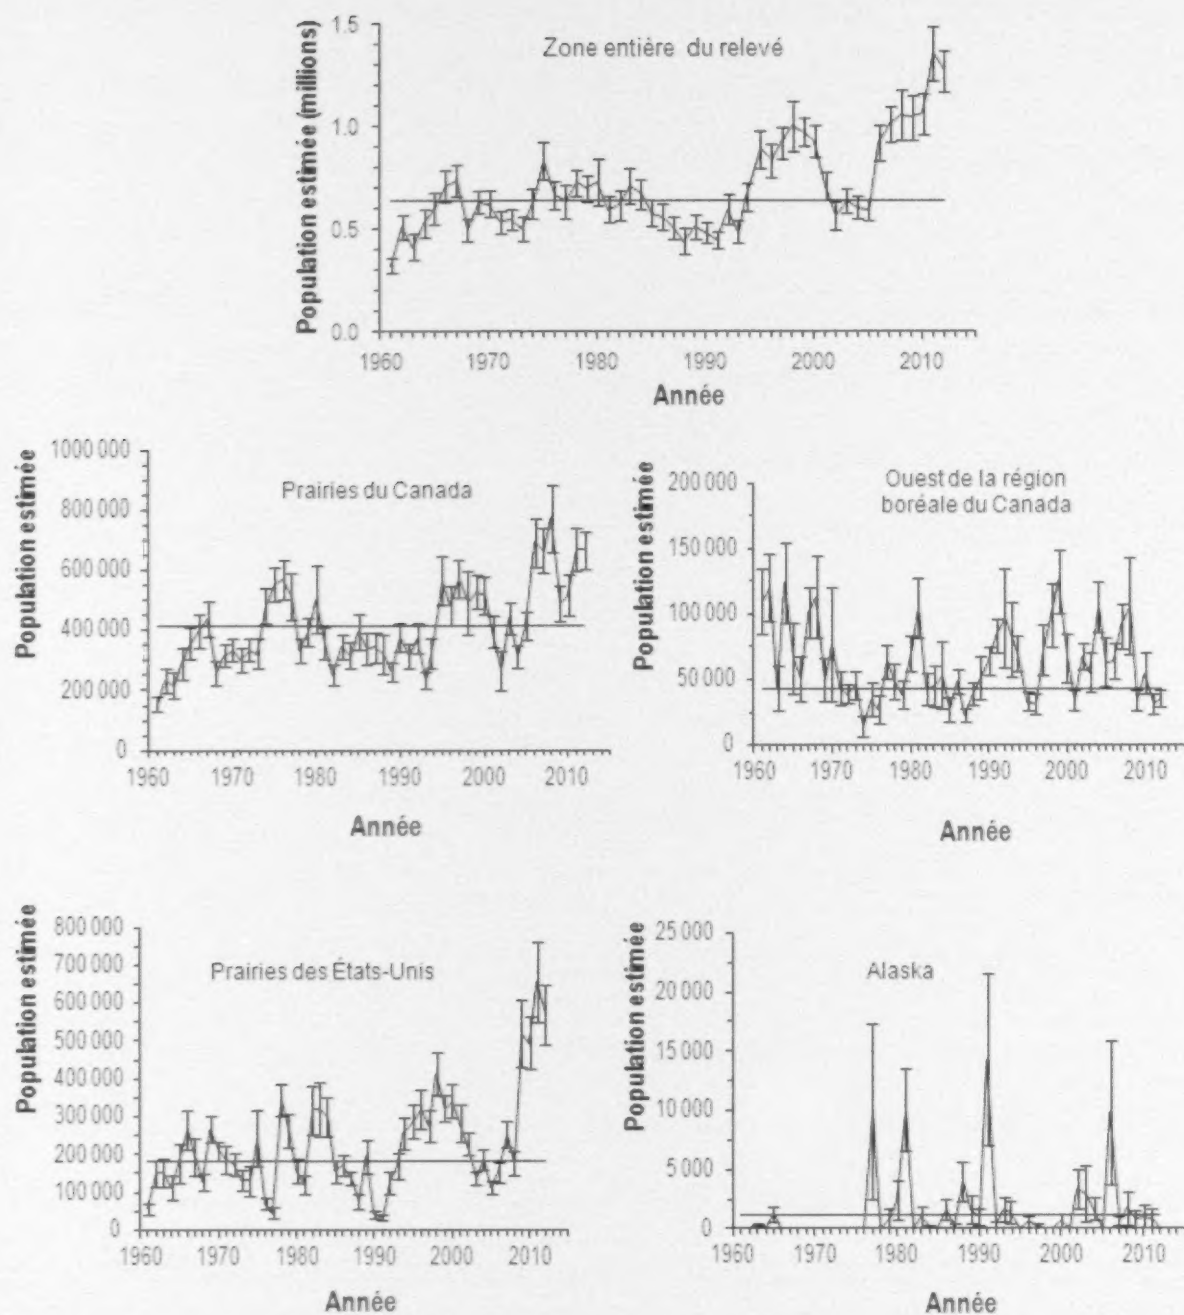 Zone entière du relevé
Population estimée (millions)
1.5
1.0
0.5
0.0
1960 1970 1980 1990 2000 2010
Année
Prairies du Canada
Population estimée
1000 000
800 000
600 000
400 000
200 000
0
1960 1970 1980 1990 2000 2010
Année
Ouest de la région
boréale du Canada
Population estimée
200 000
150 000
100 000
50 000
0
1960 1970 1980 1990 2000 2010
Année
Prairies des États-Unis
Population estimée
800 000
700 000
600 000
500 000
400 000
300 000
200 000
100 000
0
1960 1970 1980 1990 2000 2010
Année
Alaska
Population estimée
25 000
20 000
15 000
10 000
5 000
0
1960 1970 1980 1990 2000 2010
Année